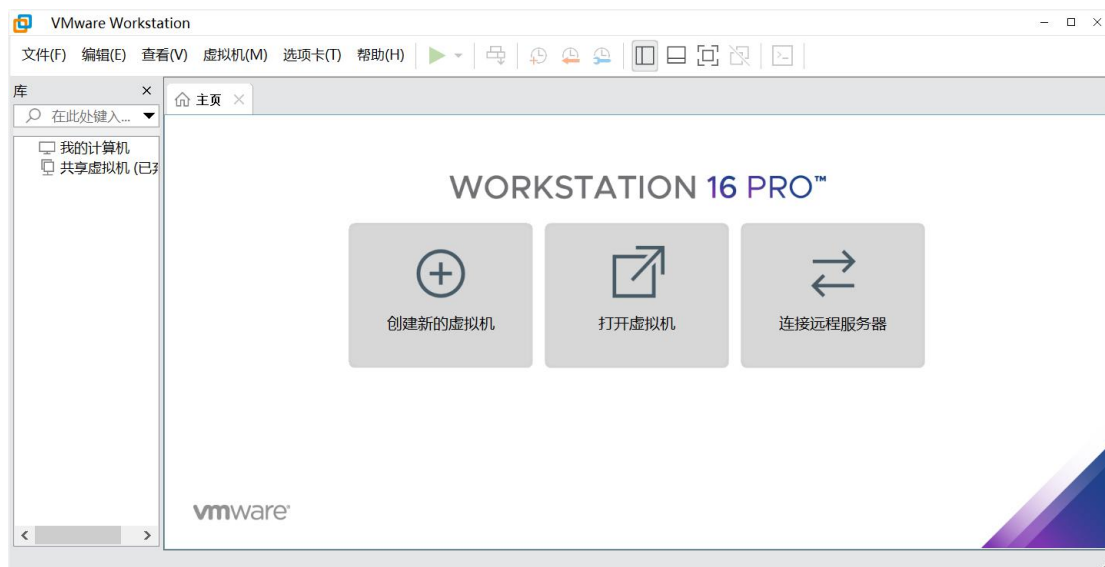 VMware Workstation
文件(F) 编辑(E) 查看(V) 虚拟机(M) 选项卡(T) 帮助(H)
库
主页
在此处键入...
我的计算机
共享虚拟机 (已弃
WORKSTATION 16 PRO™
创建新的虚拟机
打开虚拟机
连接远程服务器
vmware®